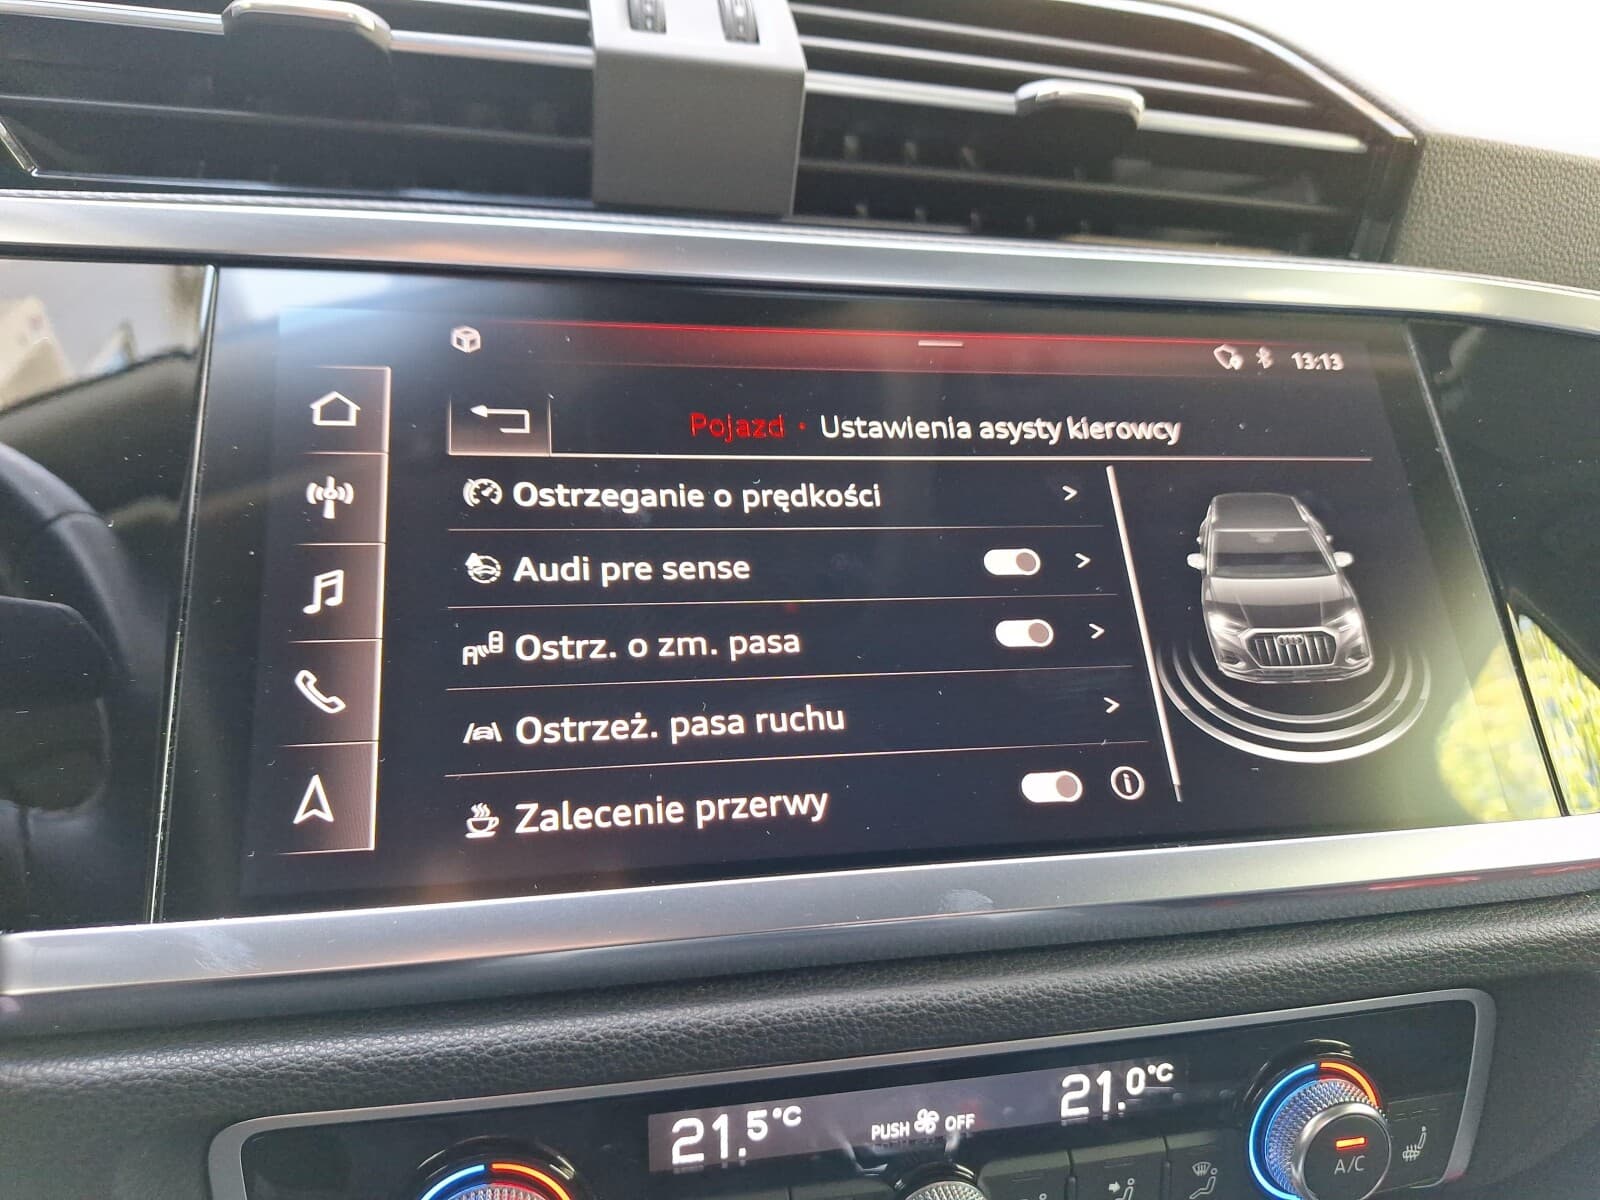 13:13
Pojazd · Ustawienia asysty kierowcy
Ostrzeganie o prędkości
Audi pre sense
Ostrz. o zm. pasa
Ostrzeż. pasa ruchu
Zalecenie przerwy
21.5°C
PUSH OFF
21.0°C
A/C